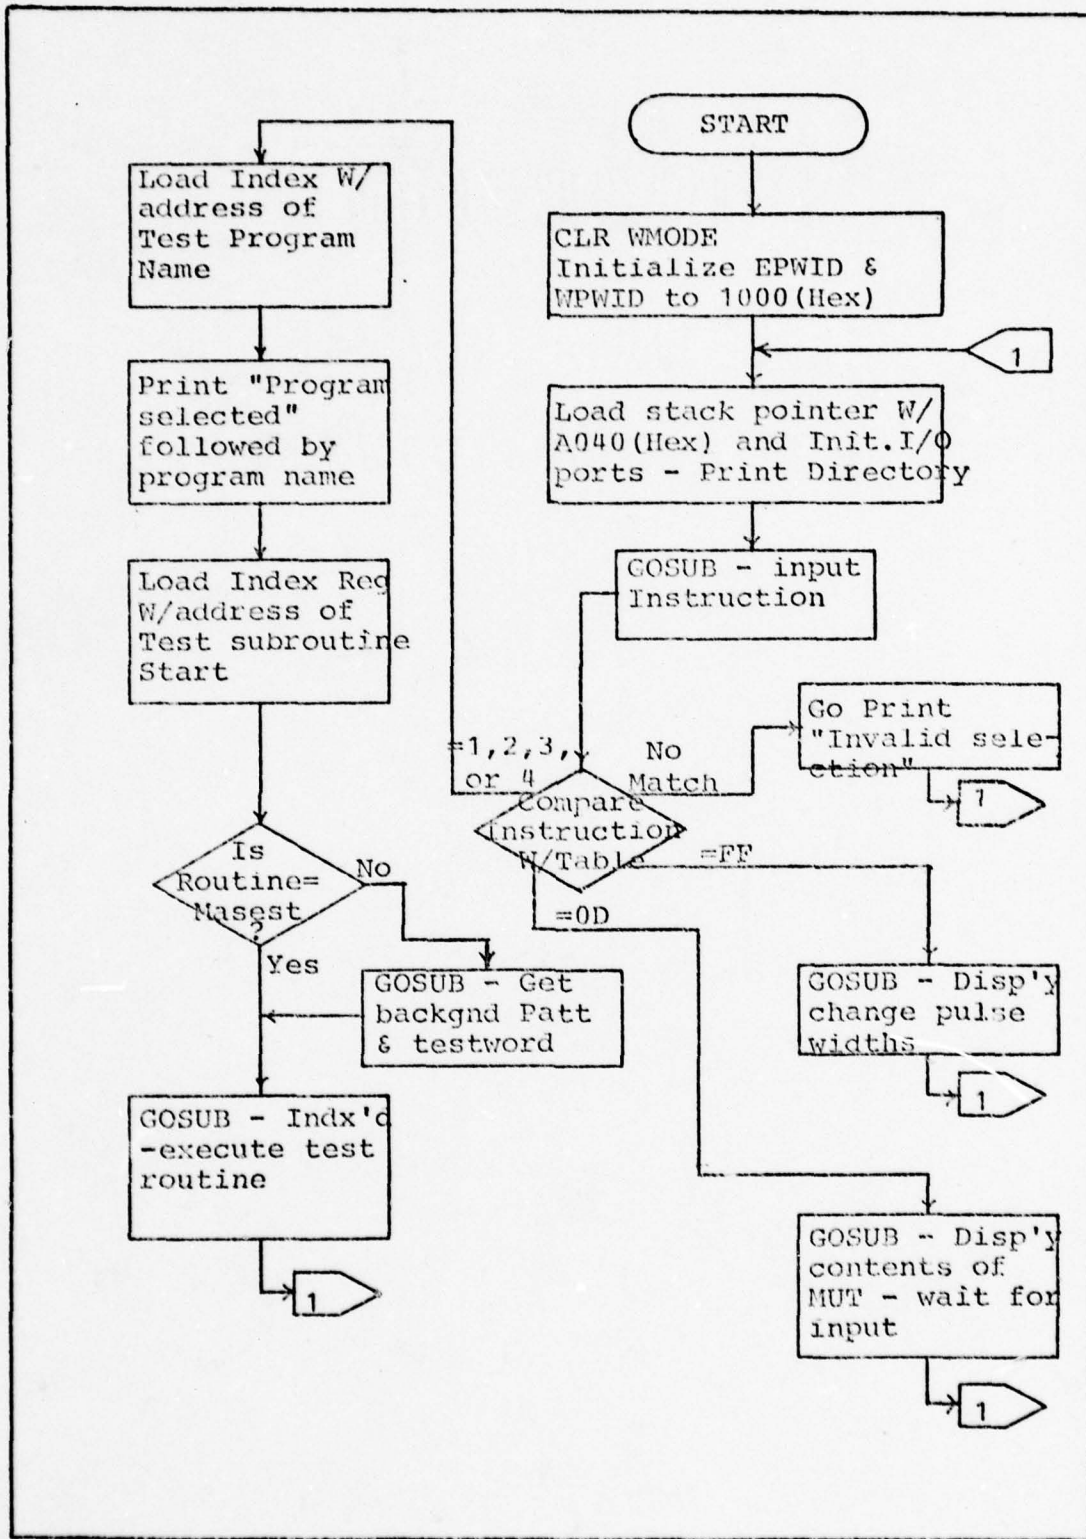 START
CLR WMODE
Initialize EPWID &
WPWID to 1000(Hex)
1
Load stack pointer W/
A040(Hex) and Init.I/O
ports - Print Directory
GOSUB - input
Instruction
Compare
Instruction
W/Table
No
Match
Go Print
"Invalid sele-
ction"
1
=FF
GOSUB - Disp'y
change pulse
widths
1
=0D
GOSUB - Disp'y
contents of
MUT - wait for
input
1
=1,2,3,
or 4
Load Index W/
address of
Test Program
Name
Print "Program
selected"
followed by
program name
Load Index Reg
W/address of
Test subroutine
Start
Is
Routine=
Masest
?
No
Yes
GOSUB - Get
backgnd Patt
& testword
GOSUB - Indx'd
-execute test
routine
1